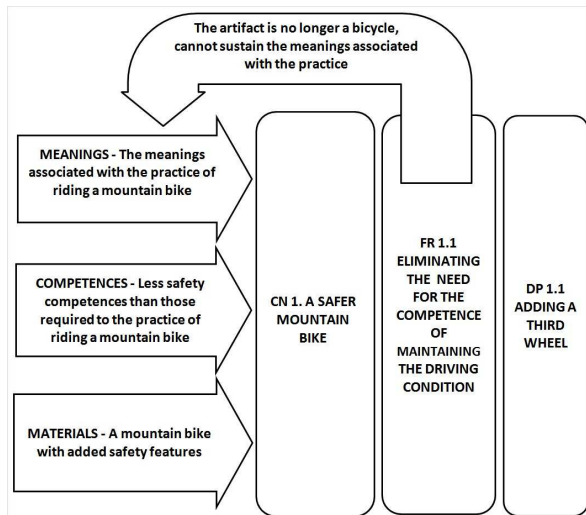 The artifact is no longer a bicycle,
cannot sustain the meanings associated
with the practice
MEANINGS - The meanings
associated with the practice of
riding a mountain bike
COMPETENCES - Less safety
competences than those
required to the practice of
riding a mountain bike
MATERIALS - A mountain bike
with added safety features
CN 1. A SAFER
MOUNTAIN
BIKE
FR 1.1
ELIMINATING
THE NEED
FOR THE
COMPETENCE
OF
MAINTAINING
THE DRIVING
CONDITION
DP 1.1
ADDING A
THIRD
WHEEL